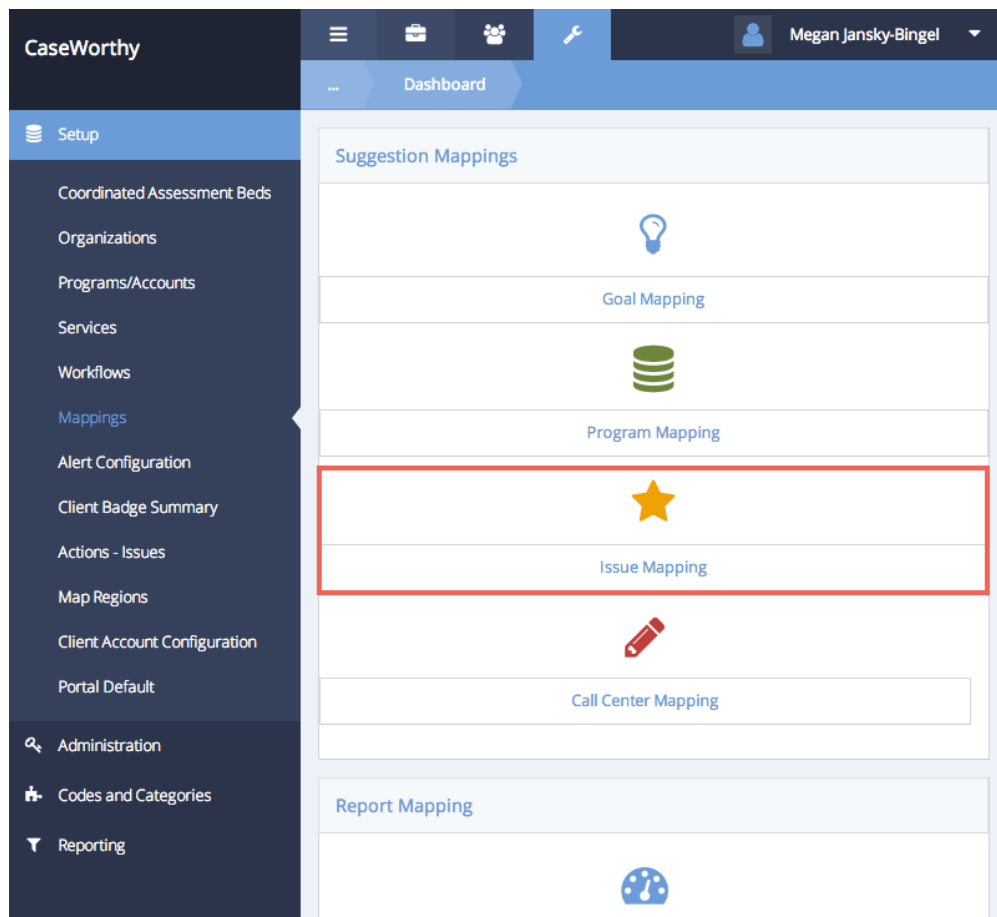 CaseWorthy
Megan Jansky-Bingel
...
Dashboard
Setup
Coordinated Assessment Beds
Organizations
Programs/Accounts
Services
Workflows
Mappings
Alert Configuration
Client Badge Summary
Actions - Issues
Map Regions
Client Account Configuration
Portal Default
Administration
Codes and Categories
Reporting
Suggestion Mappings
Goal Mapping
Program Mapping
Issue Mapping
Call Center Mapping
Report Mapping